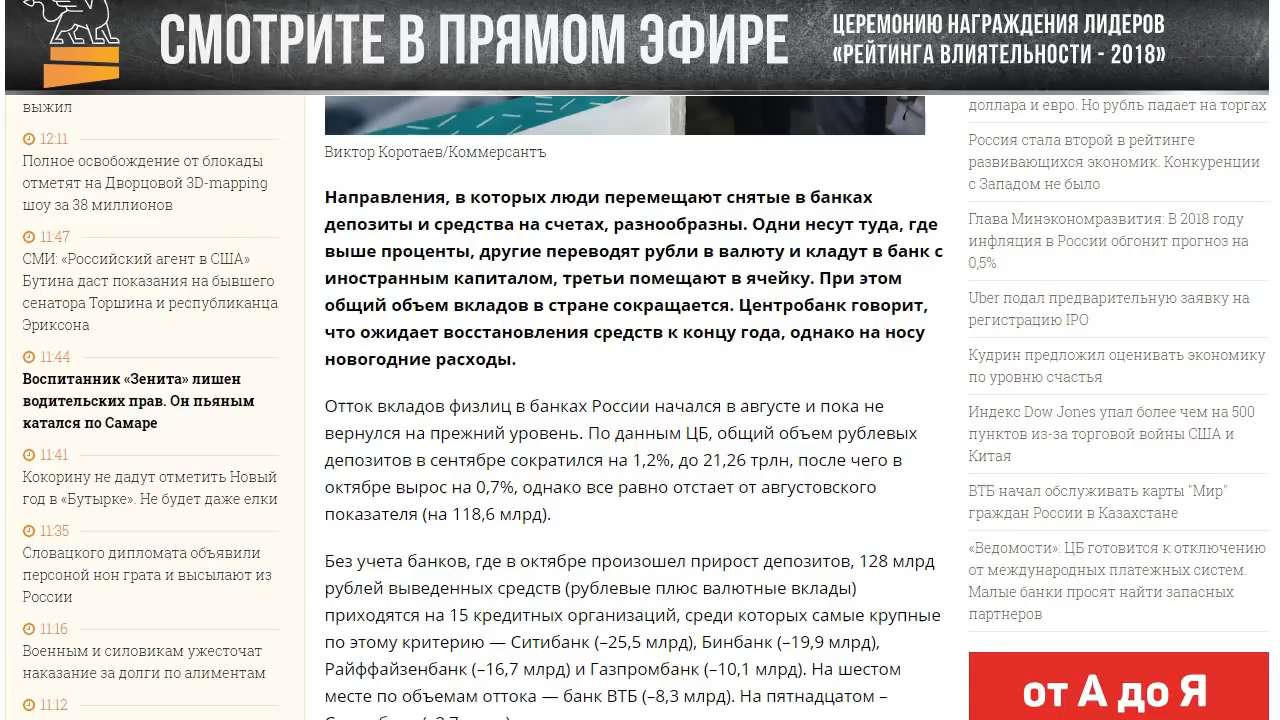 СМОТРИТЕ В ПРЯМОМ ЭФИРЕ
ЦЕРЕМОНИЮ НАГРАЖДЕНИЯ ЛИДЕРОВ
«РЕЙТИНГА ВЛИЯТЕЛЬНОСТИ - 2018»
выжил
12:11
Полное освобождение от блокады
отметят на Дворцовой 3D-mapping
шоу за 38 миллионов
11:47
СМИ: «Российский агент в США»
Бутина даст показания на бывшего
сенатора Торшина и республиканца
Эриксона
11:44
Воспитанник «Зенита» лишен
водительских прав. Он пьяным
катался по Самаре
11:41
Кокорину не дадут отметить Новый
год в «Бутырке». Не будет даже елки
11:35
Словацкого дипломата объявили
персоной нон грата и высылают из
России
11:16
Военным и силовикам ужесточат
наказание за долги по алиментам
11:12
Виктор Коротаев/Коммерсантъ
Направления, в которых люди перемещают снятые в банках
депозиты и средства на счетах, разнообразны. Одни несут туда, где
выше проценты, другие переводят рубли в валюту и кладут в банк с
иностранным капиталом, третьи помещают в ячейку. При этом
общий объем вкладов в стране сокращается. Центробанк говорит,
что ожидает восстановления средств к концу года, однако на носу
новогодние расходы.
Отток вкладов физлиц в банках России начался в августе и пока не
вернулся на прежний уровень. По данным ЦБ, общий объем рублевых
депозитов в сентябре сократился на 1,2%, до 21,26 трлн, после чего в
октябре вырос на 0,7%, однако все равно отстает от августовского
показателя (на 118,6 млрд).
Без учета банков, где в октябре произошел прирост депозитов, 128 млрд
рублей выведенных средств (рублевые плюс валютные вклады)
приходятся на 15 кредитных организаций, среди которых самые крупные
по этому критерию — Ситибанк (–25,5 млрд), Бинбанк (–19,9 млрд),
Райффайзенбанк (–16,7 млрд) и Газпромбанк (–10,1 млрд). На шестом
месте по объемам оттока — банк ВТБ (–8,3 млрд). На пятнадцатом –
доллара и евро. Но рубль падает на торгах
Россия стала второй в рейтинге
развивающихся экономик. Конкуренции
с Западом не было
Глава Минэкономразвития: В 2018 году
инфляция в России обгонит прогноз на
0,5%
Uber подал предварительную заявку на
регистрацию IPO
Кудрин предложил оценивать экономику
по уровню счастья
Индекс Dow Jones упал более чем на 500
пунктов из-за торговой войны США и
Китая
ВТБ начал обслуживать карты "Мир"
граждан России в Казахстане
«Ведомости»: ЦБ готовится к отключению
от международных платежных систем.
Малые банки просят найти запасных
партнеров
от А до Я